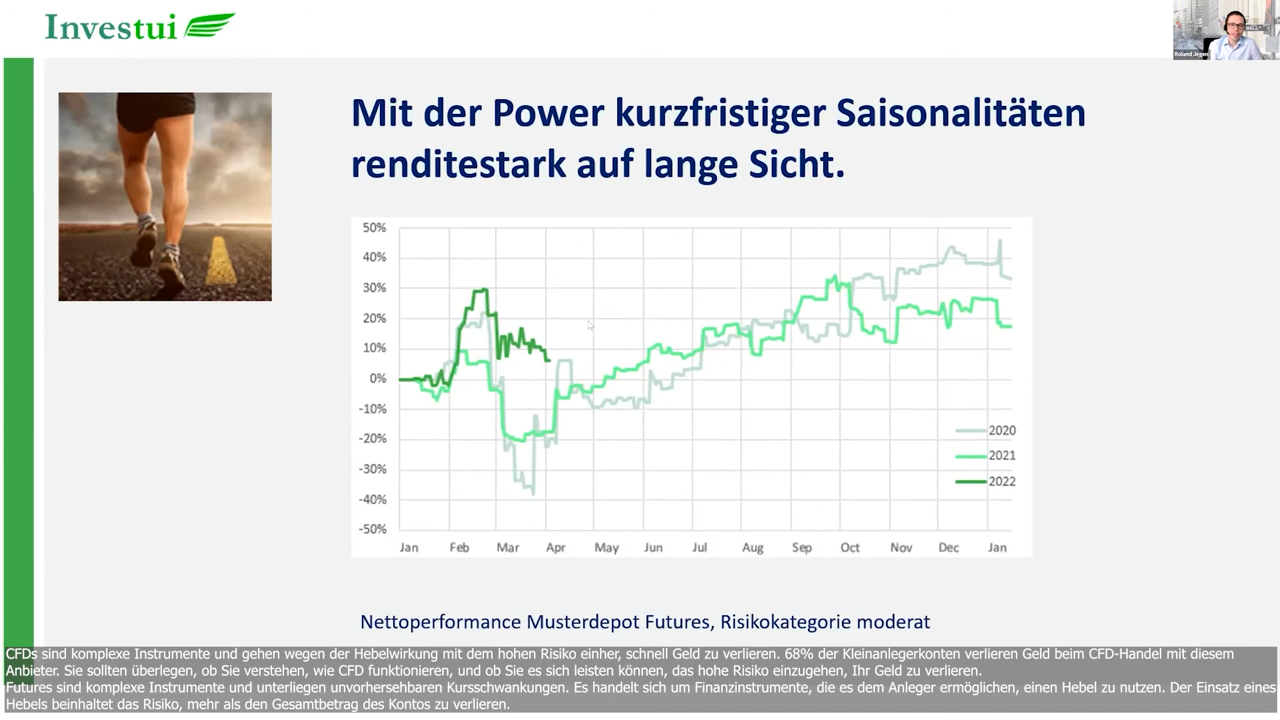 Investui
Roland Jegen
Mit der Power kurzfristiger Saisonalitäten
renditestark auf lange Sicht.
50%
40%
30%
20%
10%
0%
-10%
-20%
-30%
-40%
-50%
2020
2021
2022
Jan Feb Mar Apr May Jun Jul Aug Sep Oct Nov Dec Jan
Nettoperformance Musterdepot Futures, Risikokategorie moderat
CFDs sind komplexe Instrumente und gehen wegen der Hebelwirkung mit dem hohen Risiko einher, schnell Geld zu verlieren. 68% der Kleinanlegerkonten verlieren Geld beim CFD-Handel mit diesem
Anbieter. Sie sollten überlegen, ob Sie verstehen, wie CFD funktionieren, und ob Sie es sich leisten können, das hohe Risiko einzugehen, Ihr Geld zu verlieren.
Futures sind komplexe Instrumente und unterliegen unvorhersehbaren Kursschwankungen. Es handelt sich um Finanzinstrumente, die es dem Anleger ermöglichen, einen Hebel zu nutzen. Der Einsatz eines
Hebels beinhaltet das Risiko, mehr als den Gesamtbetrag des Kontos zu verlieren.